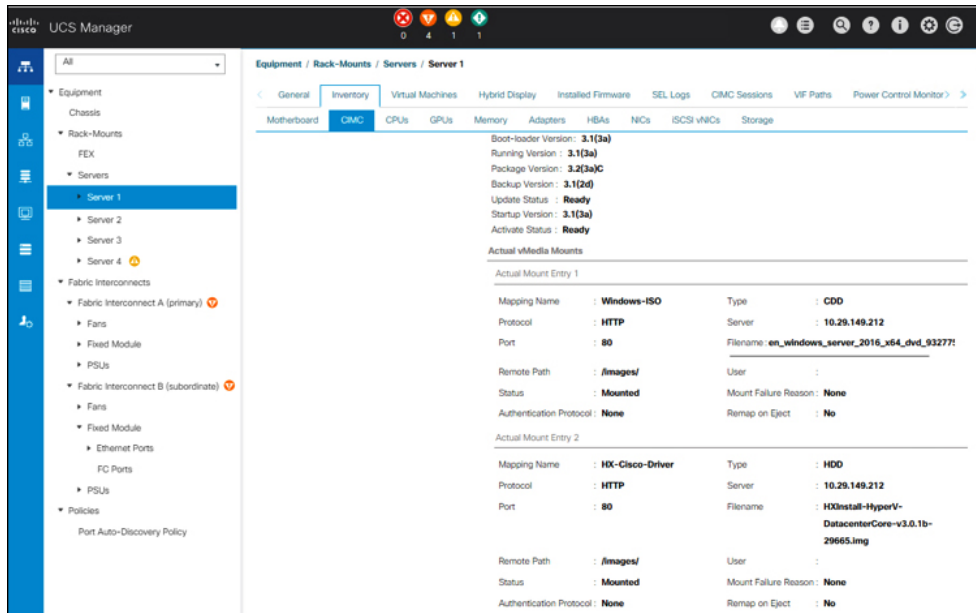 cisco UCS Manager
0 4 1 1
All
Equipment
Chassis
Rack-Mounts
FEX
Servers
Server 1
Server 2
Server 3
Server 4
Fabric Interconnects
Fabric Interconnect A (primary)
Fans
Fixed Module
PSUs
Fabric Interconnect B (subordinate)
Fans
Fixed Module
Ethernet Ports
FC Ports
PSUs
Policies
Port Auto-Discovery Policy
Equipment / Rack-Mounts / Servers / Server 1
General Inventory Virtual Machines Hybrid Display Installed Firmware SEL Logs CIMC Sessions VIF Paths Power Control Monitor
Motherboard CIMC CPUs GPUs Memory Adapters HBAs NICs iSCSI vNICs Storage
Boot-loader Version: 3.1(3a)
Running Version : 3.1(3a)
Package Version : 3.2(3a)C
Backup Version : 3.1(2d)
Update Status : Ready
Startup Version : 3.1(3a)
Activate Status : Ready
Actual vMedia Mounts
Actual Mount Entry 1
Mapping Name : Windows-ISO Type : CDD
Protocol : HTTP Server : 10.29.149.212
Port : 80 Filename : en_windows_server_2016_x64_dvd_932775
Remote Path : /images/ User :
Status : Mounted Mount Failure Reason : None
Authentication Protocol : None Remap on Eject : No
Actual Mount Entry 2
Mapping Name : HX-Cisco-Driver Type : HDD
Protocol : HTTP Server : 10.29.149.212
Port : 80 Filename : HXInstall-HyperV-
DatacenterCore-v3.0.1b-
29665.img
Remote Path : /images/ User :
Status : Mounted Mount Failure Reason : None
Authentication Protocol : None Remap on Eject : No